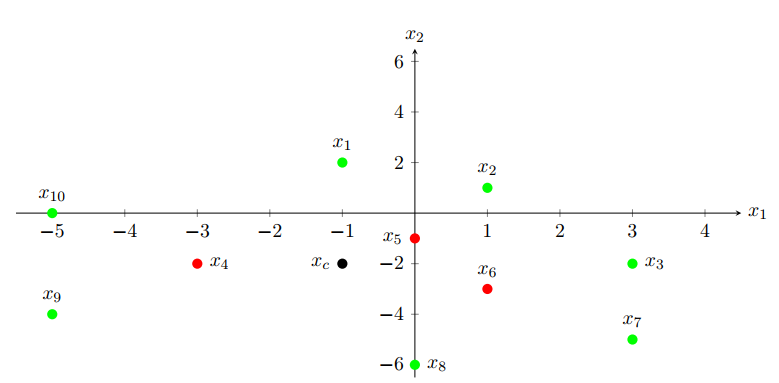 x₂
6
4
x₁
2
x₂
x₁₀
x₁
−5 −4 −3 −2 −1 1 2 3 4
x₅
x₄ x_c −2 x₃
x₆
x₉
−4 x₇
−6 x₈